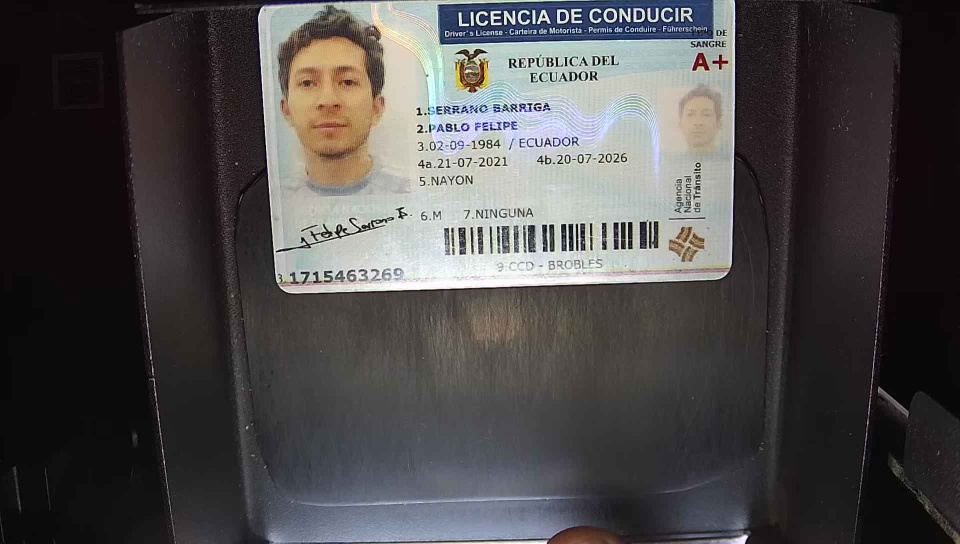 LICENCIA DE CONDUCIR
Driver's License - Carteira de Motorista - Permis de Conduire - Führerschein
DE
SANGRE
A+
REPÚBLICA DEL
ECUADOR
1.SERRANO BARRIGA
2.PABLO FELIPE
3.02-09-1984 / ECUADOR
4a.21-07-2021 4b.20-07-2026
5.NAYON
Agencia
Nacional
de Tránsito
6.M 7.NINGUNA
Felipe Serrano B.
9.CCD - BROBLES
8.1715463269